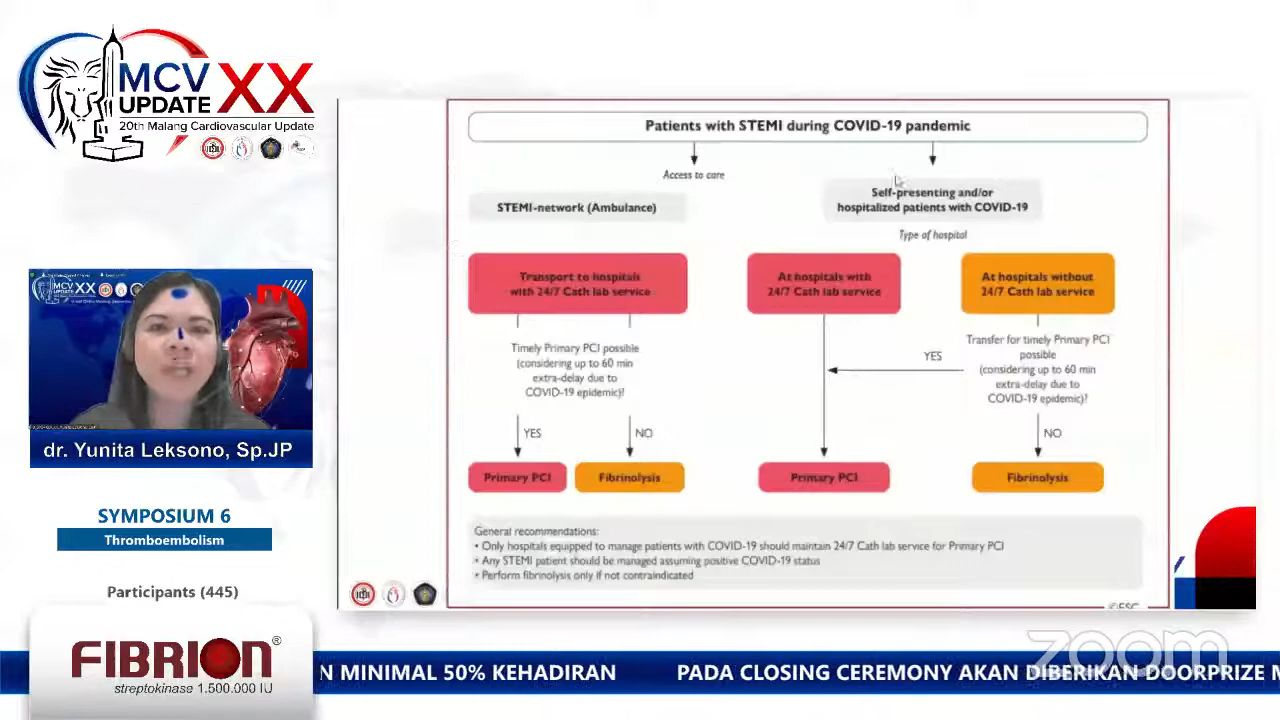 MCV XX
UPDATE
20th Malang Cardiovascular Update
MCV XX
UPDATE
dr. Yunita Leksono, Sp.JP
SYMPOSIUM 6
Thromboembolism
Participants (445)
FIBRION®
streptokinase 1.500.000 IU
Patients with STEMI during COVID-19 pandemic
Access to care
STEMI-network (Ambulance)
Self-presenting and/or
hospitalized patients with COVID-19
Type of hospital
Transport to hospitals
with 24/7 Cath lab service
At hospitals with
24/7 Cath lab service
At hospitals without
24/7 Cath lab service
Timely Primary PCI possible
(considering up to 60 min
extra-delay due to
COVID-19 epidemic)?
Transfer for timely Primary PCI
possible
(considering up to 60 min
extra-delay due to
COVID-19 epidemic)?
YES
YES
NO
NO
Primary PCI
Fibrinolysis
Primary PCI
Fibrinolysis
General recommendations:
• Only hospitals equipped to manage patients with COVID-19 should maintain 24/7 Cath lab service for Primary PCI
• Any STEMI patient should be managed assuming positive COVID-19 status
• Perform fibrinolysis only if not contraindicated
©ESC
zoom
N MINIMAL 50% KEHADIRAN PADA CLOSING CEREMONY AKAN DIBERIKAN DOORPRIZE M